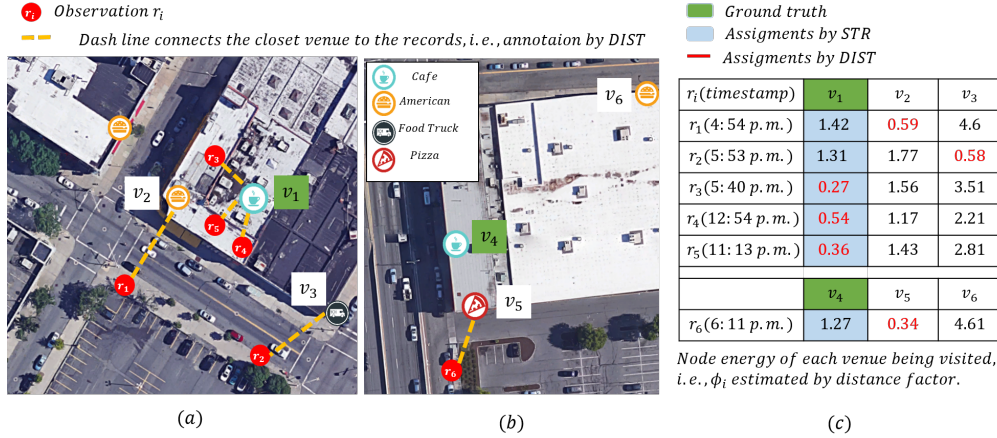 r_i Observation r_i
Dash line connects the closet venue to the records, i.e., annotaion by DIST
Ground truth
Assigments by STR
Assigments by DIST
r_3
v_2
v_1
r_5
r_4
r_1
v_3
r_2
(a)
Cafe
American
Food Truck
Pizza
v_6
v_4
v_5
r_6
(b)
r_i(timestamp) v_1 v_2 v_3
r_1(4: 54 p.m.) 1.42 0.59 4.6
r_2(5: 53 p.m.) 1.31 1.77 0.58
r_3(5: 40 p.m.) 0.27 1.56 3.51
r_4(12: 54 p.m.) 0.54 1.17 2.21
r_5(11: 13 p.m.) 0.36 1.43 2.81
v_4 v_5 v_6
r_6(6: 11 p.m.) 1.27 0.34 4.61
Node energy of each venue being visited,
i.e., ϕ_i estimated by distance factor.
(c)